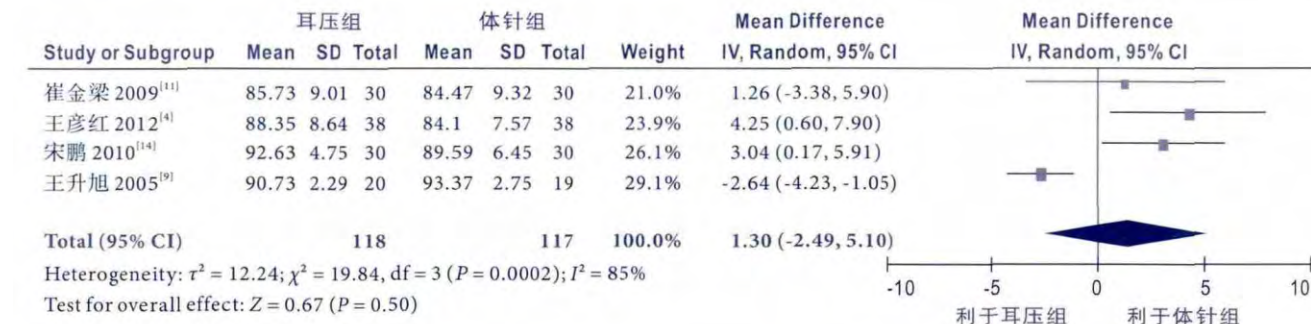 耳压组 体针组 Mean Difference Mean Difference
Study or Subgroup Mean SD Total Mean SD Total Weight IV, Random, 95% CI IV, Random, 95% CI
崔金梁 2009[11] 85.73 9.01 30 84.47 9.32 30 21.0% 1.26 (-3.38, 5.90)
王彦红 2012[4] 88.35 8.64 38 84.1 7.57 38 23.9% 4.25 (0.60, 7.90)
宋鹏 2010[14] 92.63 4.75 30 89.59 6.45 30 26.1% 3.04 (0.17, 5.91)
王升旭 2005[9] 90.73 2.29 20 93.37 2.75 19 29.1% -2.64 (-4.23, -1.05)
Total (95% CI) 118 117 100.0% 1.30 (-2.49, 5.10)
Heterogeneity: τ² = 12.24; χ² = 19.84, df = 3 (P = 0.0002); I² = 85%
Test for overall effect: Z = 0.67 (P = 0.50)
-10 -5 0 5 10
利于耳压组 利于体针组